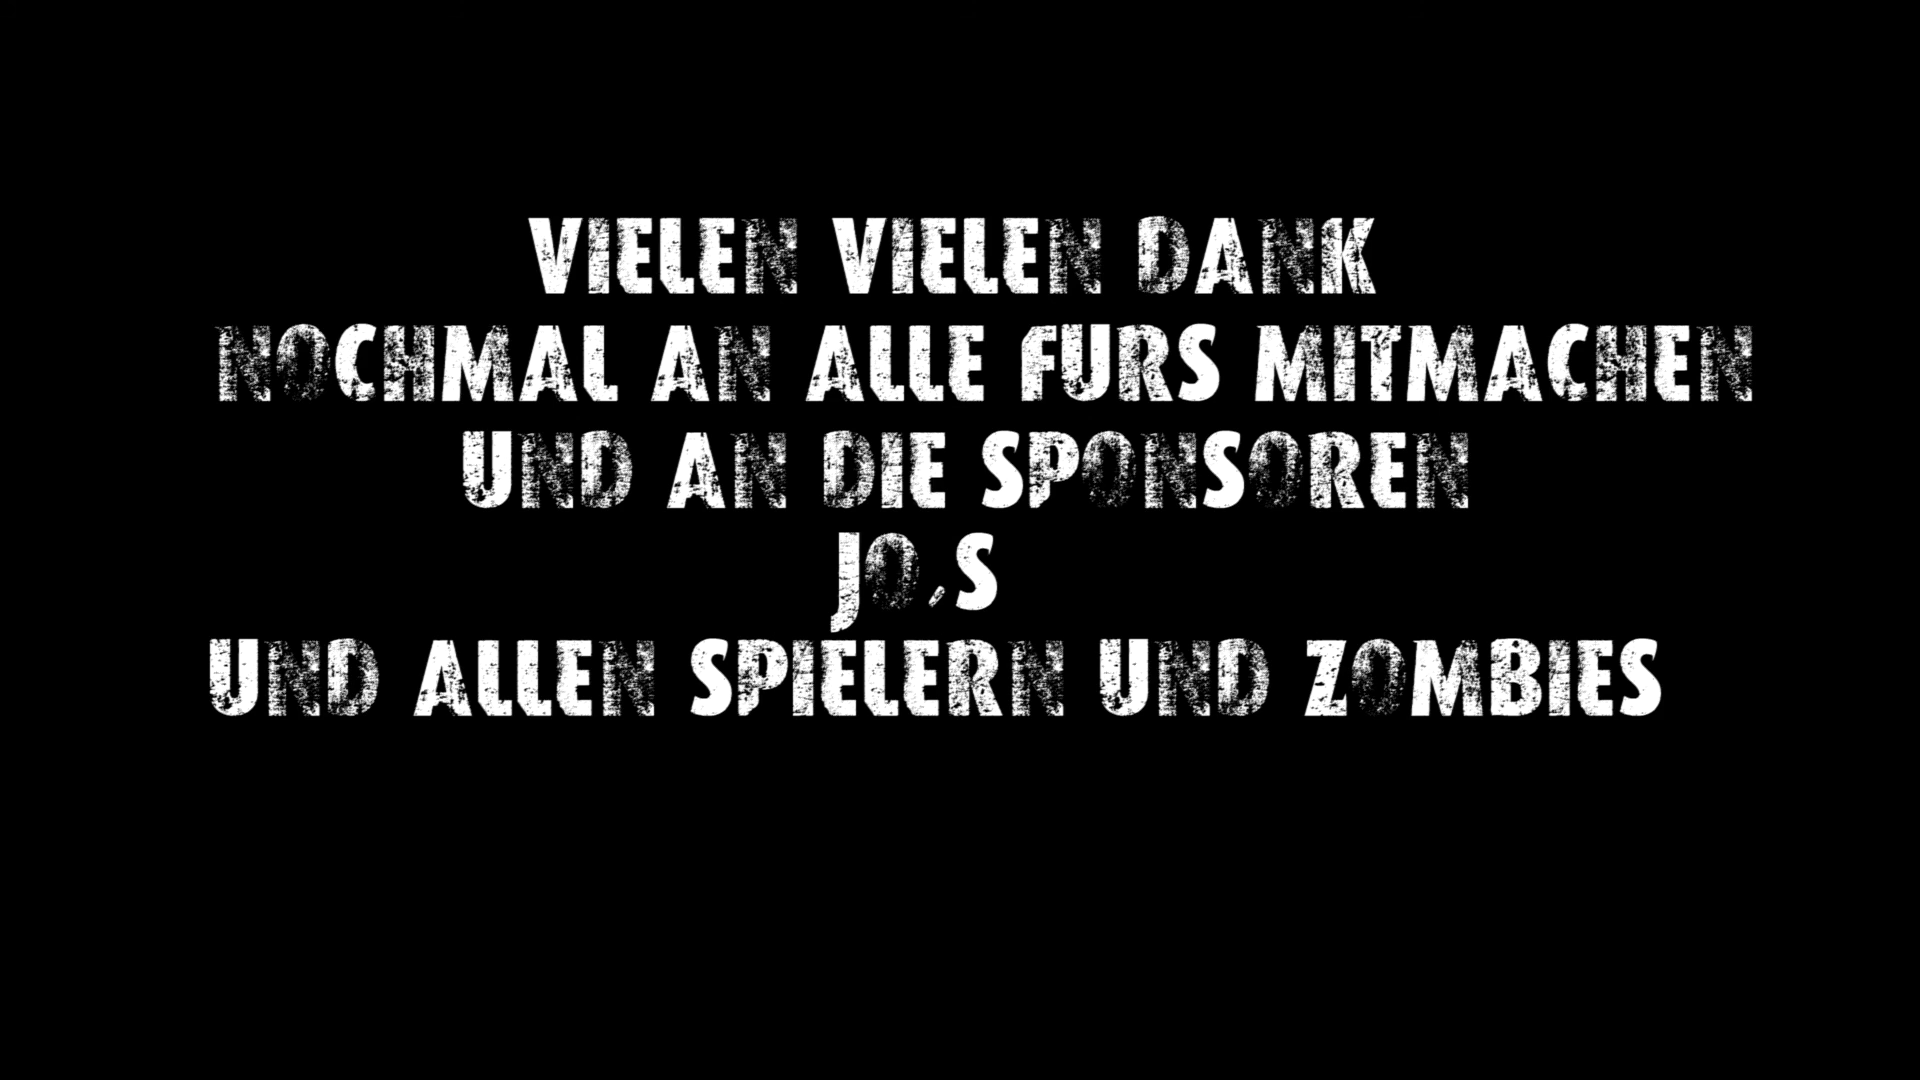 VIELEN VIELEN DANK
NOCHMAL AN ALLE FURS MITMACHEN
UND AN DIE SPONSOREN
JO,S
UND ALLEN SPIELERN UND ZOMBIES